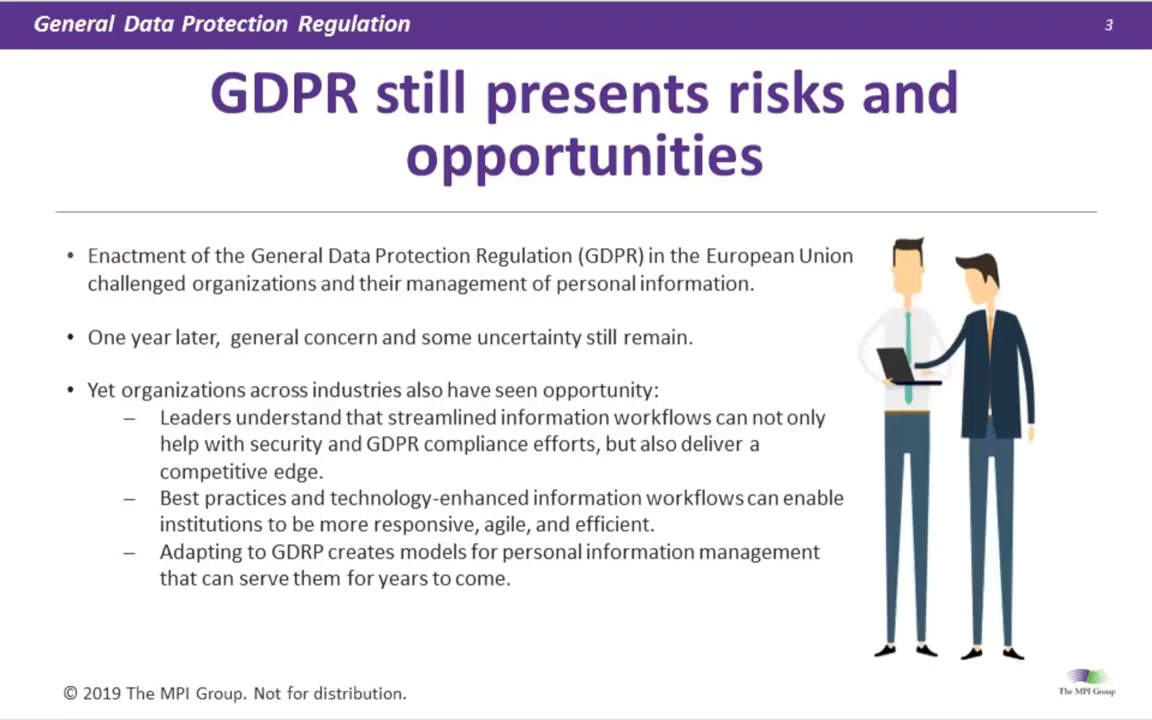 General Data Protection Regulation
3
GDPR still presents risks and
opportunities
• Enactment of the General Data Protection Regulation (GDPR) in the European Union
challenged organizations and their management of personal information.
• One year later, general concern and some uncertainty still remain.
• Yet organizations across industries also have seen opportunity:
– Leaders understand that streamlined information workflows can not only
help with security and GDPR compliance efforts, but also deliver a
competitive edge.
– Best practices and technology-enhanced information workflows can enable
institutions to be more responsive, agile, and efficient.
– Adapting to GDRP creates models for personal information management
that can serve them for years to come.
© 2019 The MPI Group. Not for distribution.
The MPI Group